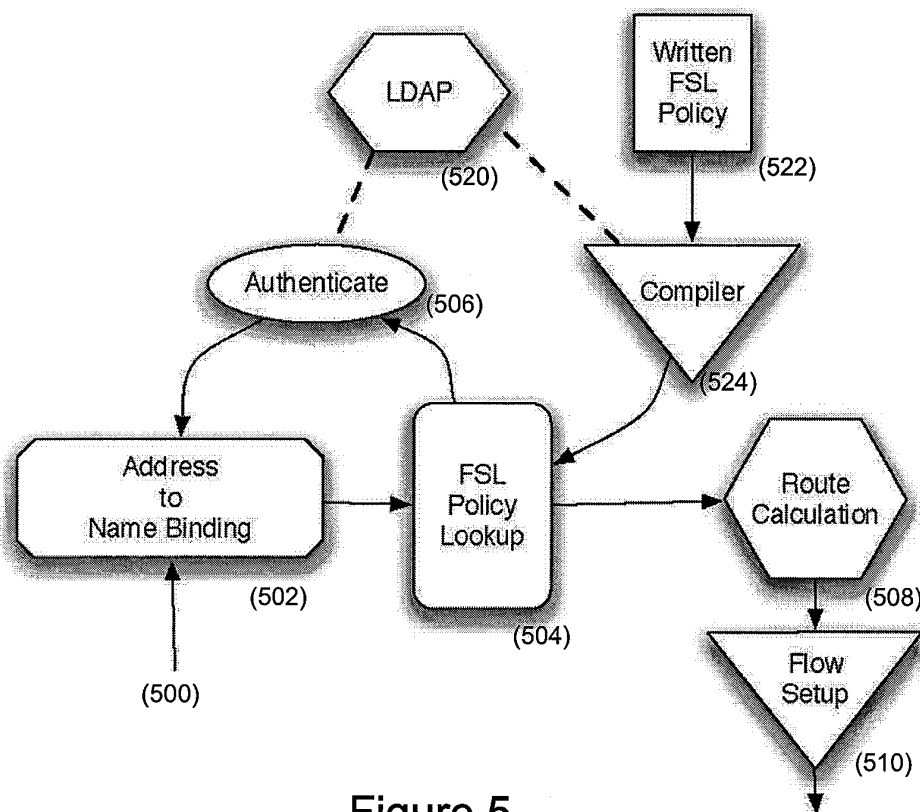 LDAP
(520)
Written
FSL
Policy
(522)
Authenticate
(506)
Compiler
(524)
Address
to
Name Binding
(502)
FSL
Policy
Lookup
(504)
Route
Calculation
(508)
(500)
Flow
Setup
(510)
Figure 5